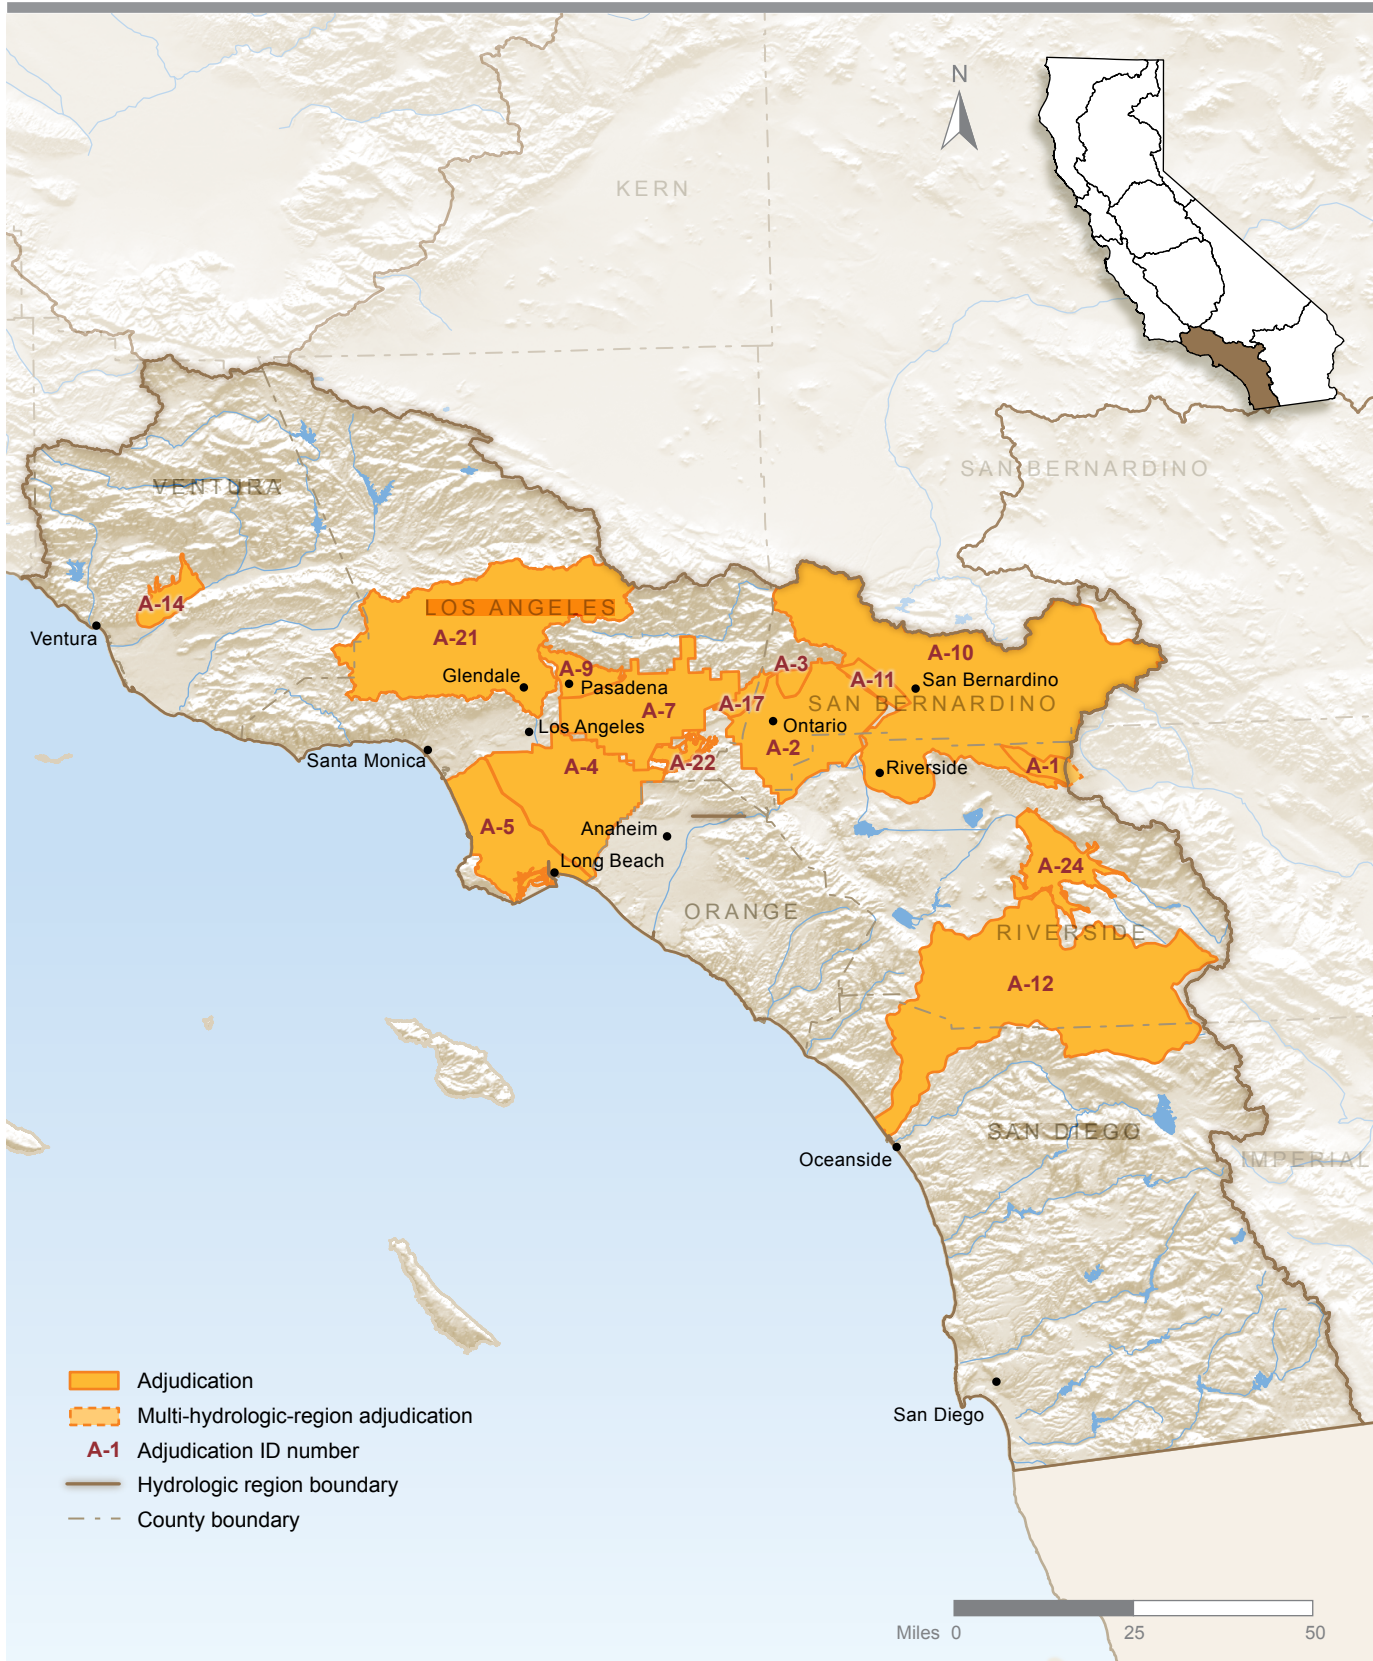 N
KERN
SAN BERNARDINO
VENTURA
A-14
LOS ANGELES
Ventura
A-21
A-10
A-9
A-3
Glendale
Pasadena
A-11
San Bernardino
A-17
SAN BERNARDINO
A-7
Los Angeles
Ontario
A-2
Santa Monica
A-4
A-22
Riverside
A-1
A-5
Anaheim
Long Beach
A-24
ORANGE
RIVERSIDE
A-12
SAN DIEGO
Oceanside
IMPERIAL
San Diego
Adjudication
Multi-hydrologic-region adjudication
A-1 Adjudication ID number
Hydrologic region boundary
County boundary
Miles 0 25 50